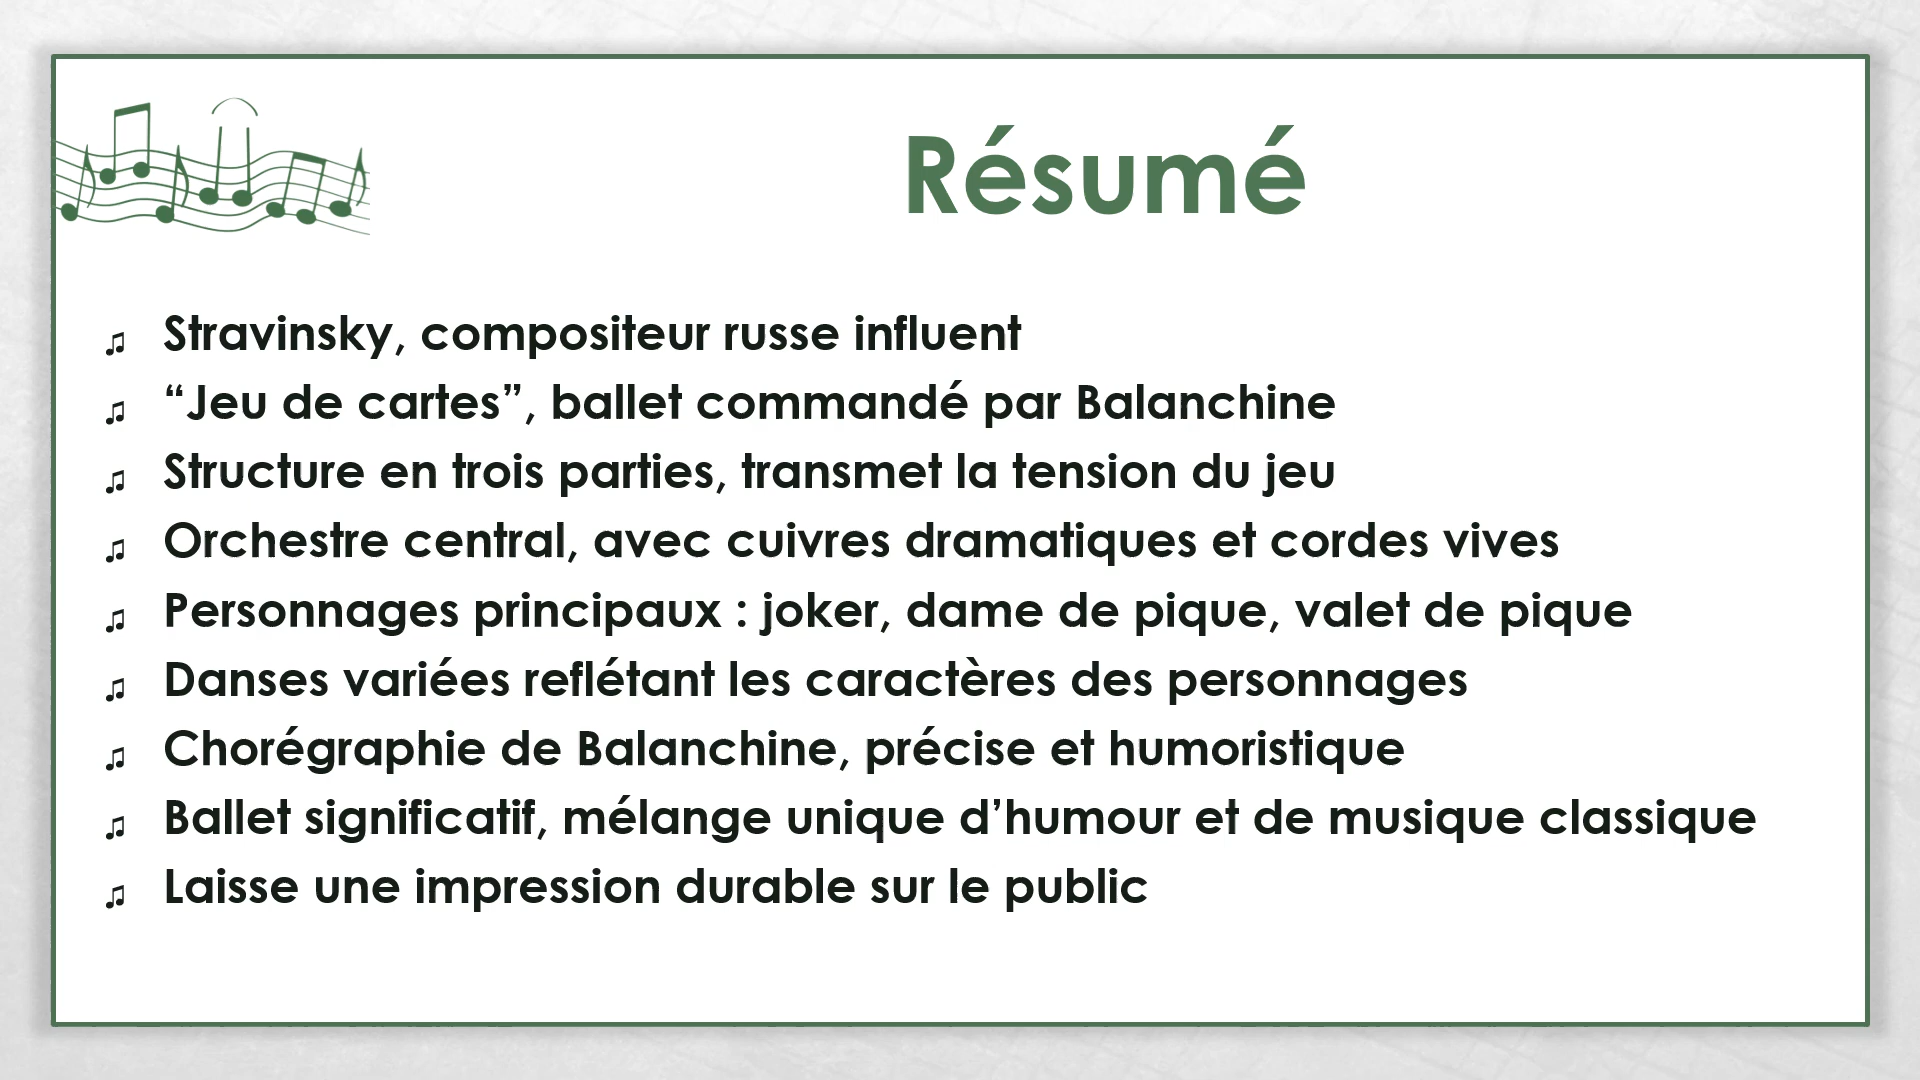 Résumé
♫ Stravinsky, compositeur russe influent
♫ “Jeu de cartes”, ballet commandé par Balanchine
♫ Structure en trois parties, transmet la tension du jeu
♫ Orchestre central, avec cuivres dramatiques et cordes vives
♫ Personnages principaux : joker, dame de pique, valet de pique
♫ Danses variées reflétant les caractères des personnages
♫ Chorégraphie de Balanchine, précise et humoristique
♫ Ballet significatif, mélange unique d’humour et de musique classique
♫ Laisse une impression durable sur le public